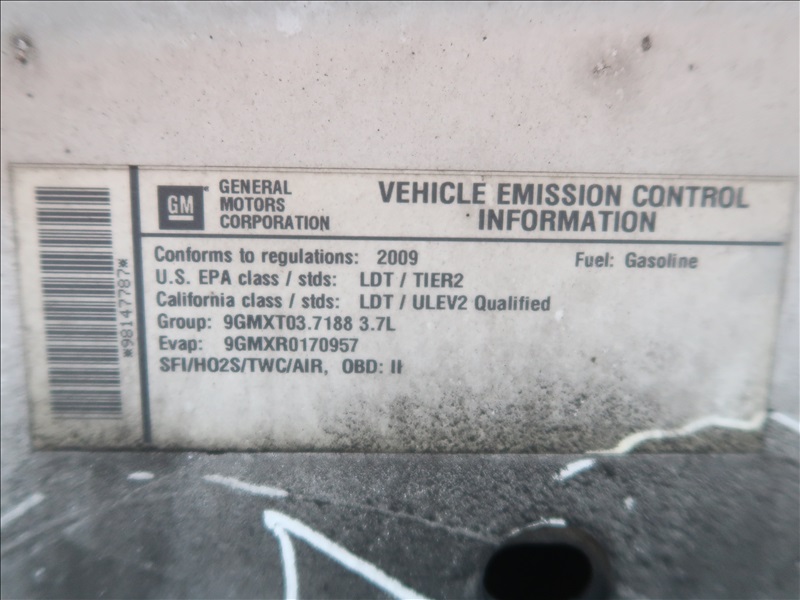 GM
GENERAL
MOTORS
CORPORATION
VEHICLE EMISSION CONTROL
INFORMATION
Conforms to regulations: 2009 Fuel: Gasoline
U.S. EPA class / stds: LDT / TIER2
California class / stds: LDT / ULEV2 Qualified
Group: 9GMXT03.7188 3.7L
Evap: 9GMXR0170957
SFI/HO2S/TWC/AIR, OBD: II
*98147787*